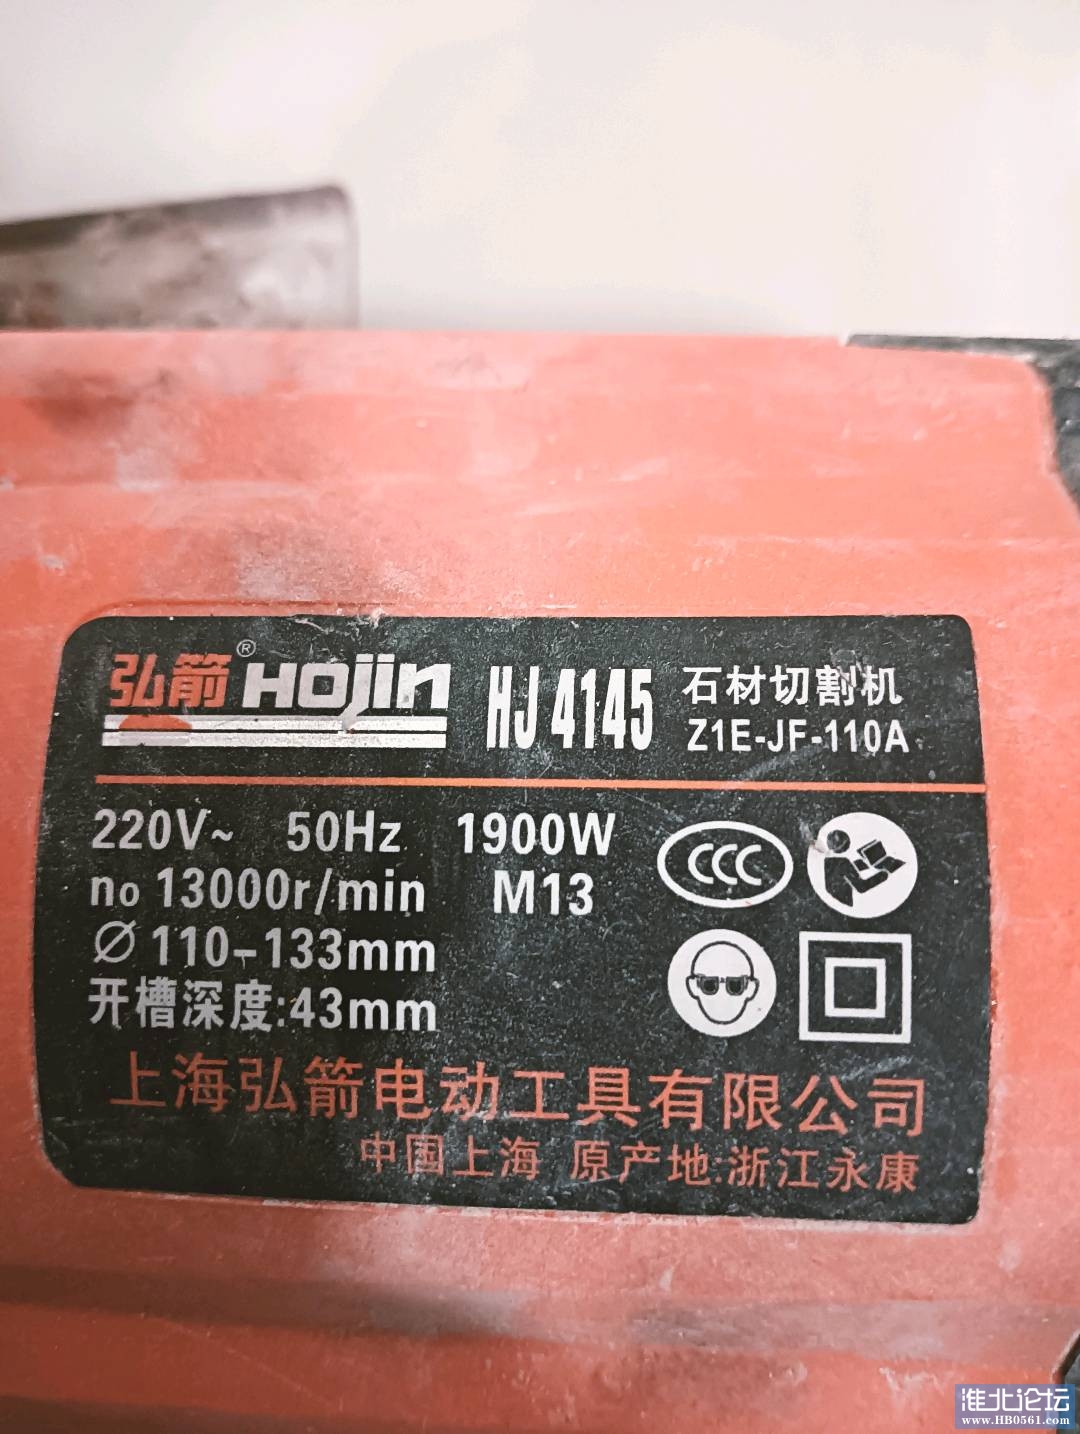 弘箭® HOJIN HJ 4145 石材切割机
Z1E-JF-110A
220V~ 50Hz 1900W
no 13000r/min M13
Ø 110-133mm
开槽深度:43mm
CCC
上海弘箭电动工具有限公司
中国上海 原产地:浙江永康
淮北论坛
www.HB0561.com